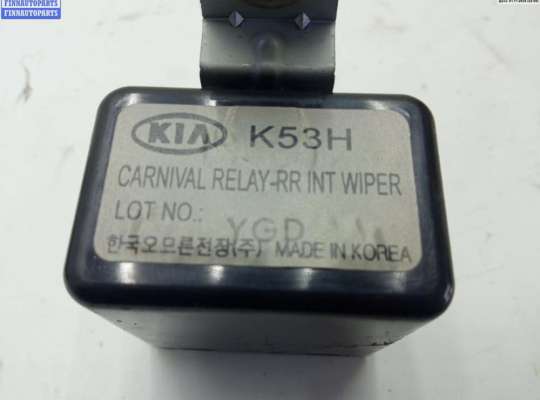 FINNAUTOPARTS
FINNAUTOPARTS
KIA K53H
CARNIVAL RELAY-RR INT WIPER
LOT NO.: YGD
한국오므론전장(주) MADE IN KOREA